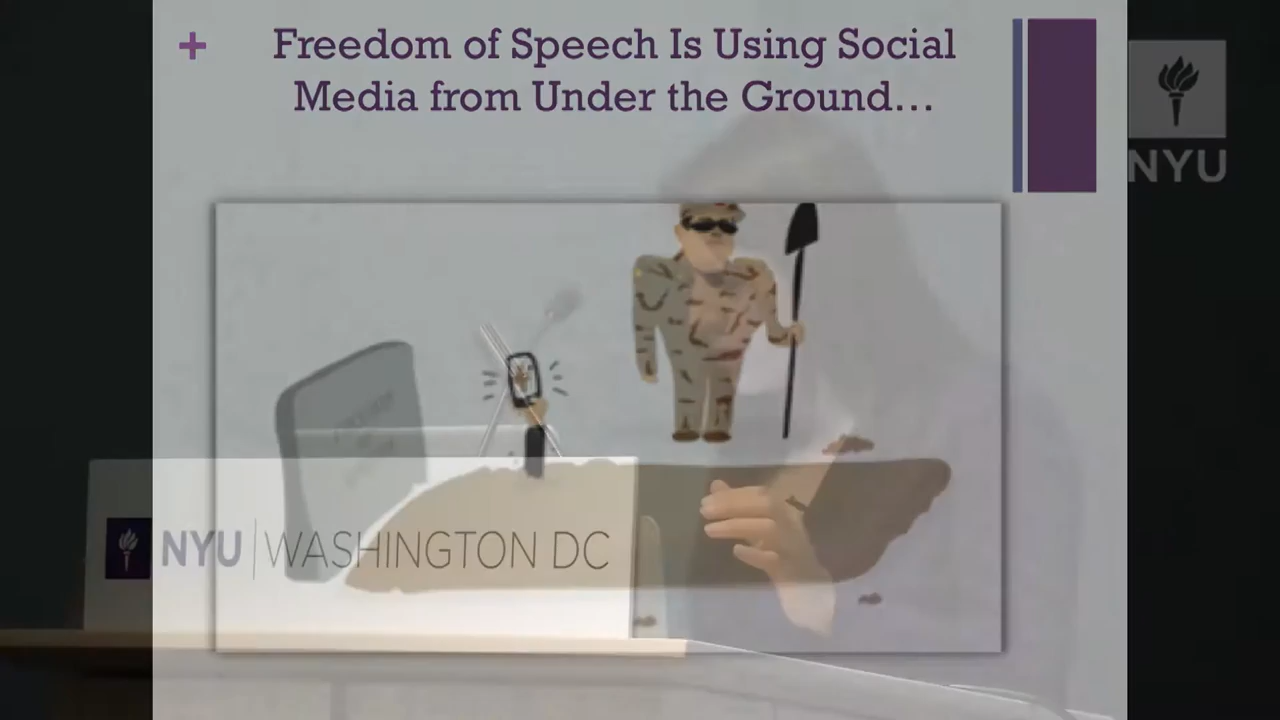 + Freedom of Speech Is Using Social
Media from Under the Ground…
NYU
NYU | WASHINGTON DC